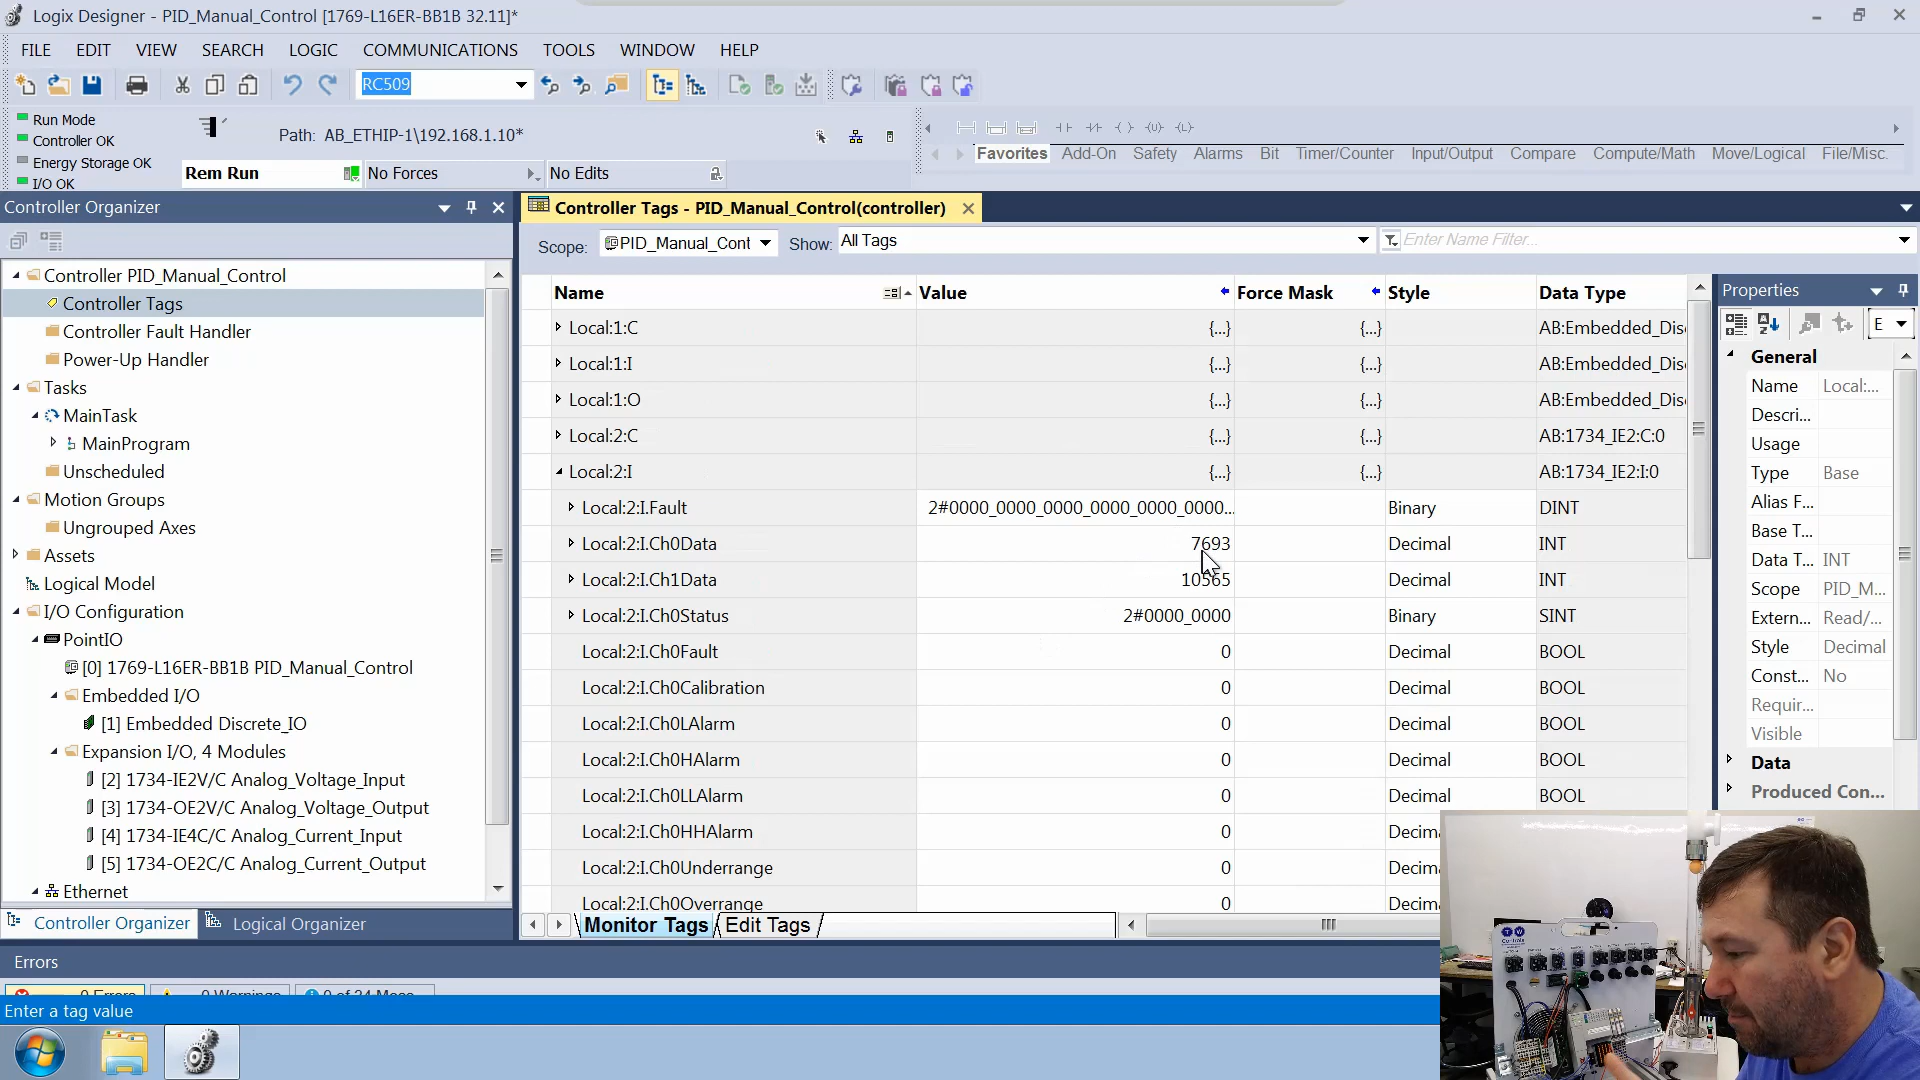 Logix Designer - PID_Manual_Control [1769-L16ER-BB1B 32.11]*
FILE EDIT VIEW SEARCH LOGIC COMMUNICATIONS TOOLS WINDOW HELP
RC509
Run Mode
Controller OK
Energy Storage OK
I/O OK
Path: AB_ETHIP-1\192.168.1.10*
Rem Run No Forces No Edits
Favorites Add-On Safety Alarms Bit Timer/Counter Input/Output Compare Compute/Math Move/Logical File/Misc.
Controller Organizer
Controller PID_Manual_Control
Controller Tags
Controller Fault Handler
Power-Up Handler
Tasks
MainTask
MainProgram
Unscheduled
Motion Groups
Ungrouped Axes
Assets
Logical Model
I/O Configuration
PointIO
[0] 1769-L16ER-BB1B PID_Manual_Control
Embedded I/O
[1] Embedded Discrete_IO
Expansion I/O, 4 Modules
[2] 1734-IE2V/C Analog_Voltage_Input
[3] 1734-OE2V/C Analog_Voltage_Output
[4] 1734-IE4C/C Analog_Current_Input
[5] 1734-OE2C/C Analog_Current_Output
Ethernet
Controller Organizer Logical Organizer
Controller Tags - PID_Manual_Control(controller)
Scope: PID_Manual_Cont Show: All Tags Enter Name Filter...
Name Value Force Mask Style Data Type
Local:1:C {...} {...} AB:Embedded_Dis
Local:1:I {...} {...} AB:Embedded_Dis
Local:1:O {...} {...} AB:Embedded_Dis
Local:2:C {...} {...} AB:1734_IE2:C:0
Local:2:I {...} {...} AB:1734_IE2:I:0
Local:2:I.Fault 2#0000_0000_0000_0000_0000_0000... Binary DINT
Local:2:I.Ch0Data 7693 Decimal INT
Local:2:I.Ch1Data 10565 Decimal INT
Local:2:I.Ch0Status 2#0000_0000 Binary SINT
Local:2:I.Ch0Fault 0 Decimal BOOL
Local:2:I.Ch0Calibration 0 Decimal BOOL
Local:2:I.Ch0LAlarm 0 Decimal BOOL
Local:2:I.Ch0HAlarm 0 Decimal BOOL
Local:2:I.Ch0LLAlarm 0 Decimal BOOL
Local:2:I.Ch0HHAlarm 0 Decima
Local:2:I.Ch0Underrange 0 Decima
Local:2:I.Ch0Overrange 0 Decima
Monitor Tags Edit Tags
Properties
E
General
Name Local:...
Descri...
Usage
Type Base
Alias F...
Base T...
Data T... INT
Scope PID_M...
Extern... Read/...
Style Decimal
Const... No
Requir...
Visible
Data
Produced Con...
Errors
0 Errors 0 Warnings
Enter a tag value
TW
Controls